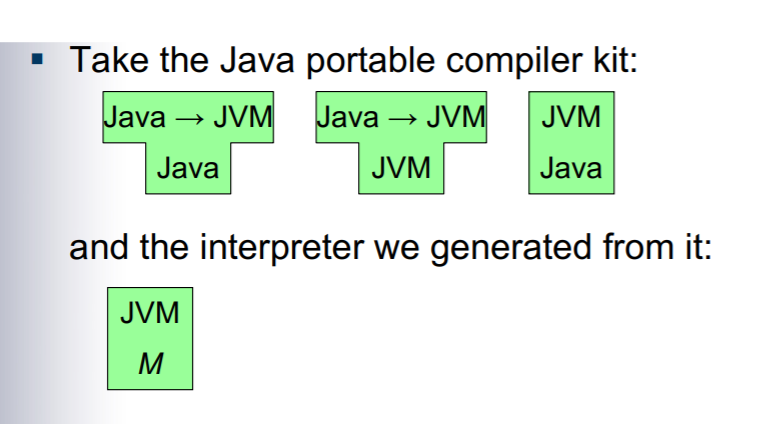 ▪ Take the Java portable compiler kit:
Java → JVM Java → JVM JVM
Java JVM Java
and the interpreter we generated from it:
JVM
M